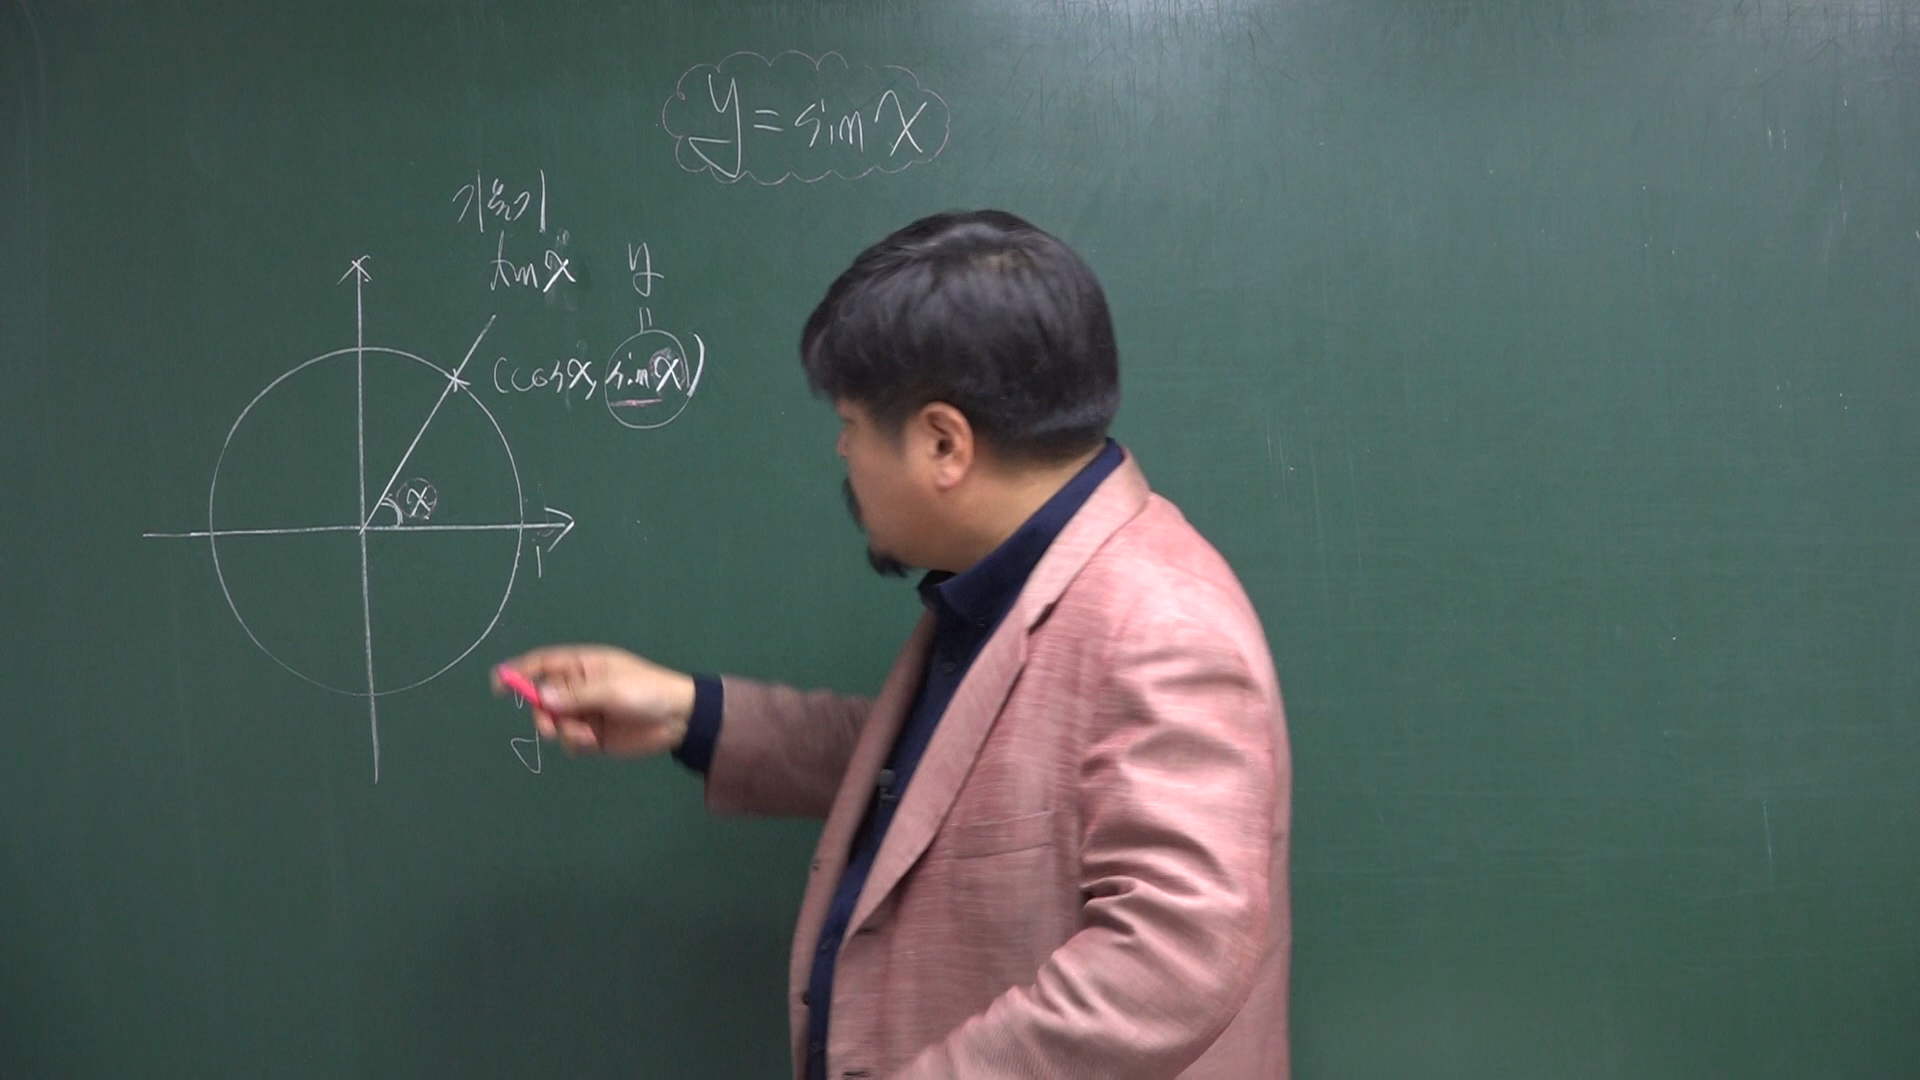 y = sin x
기울기
tan x
y
=
(cos x, sin x)
x
1
y